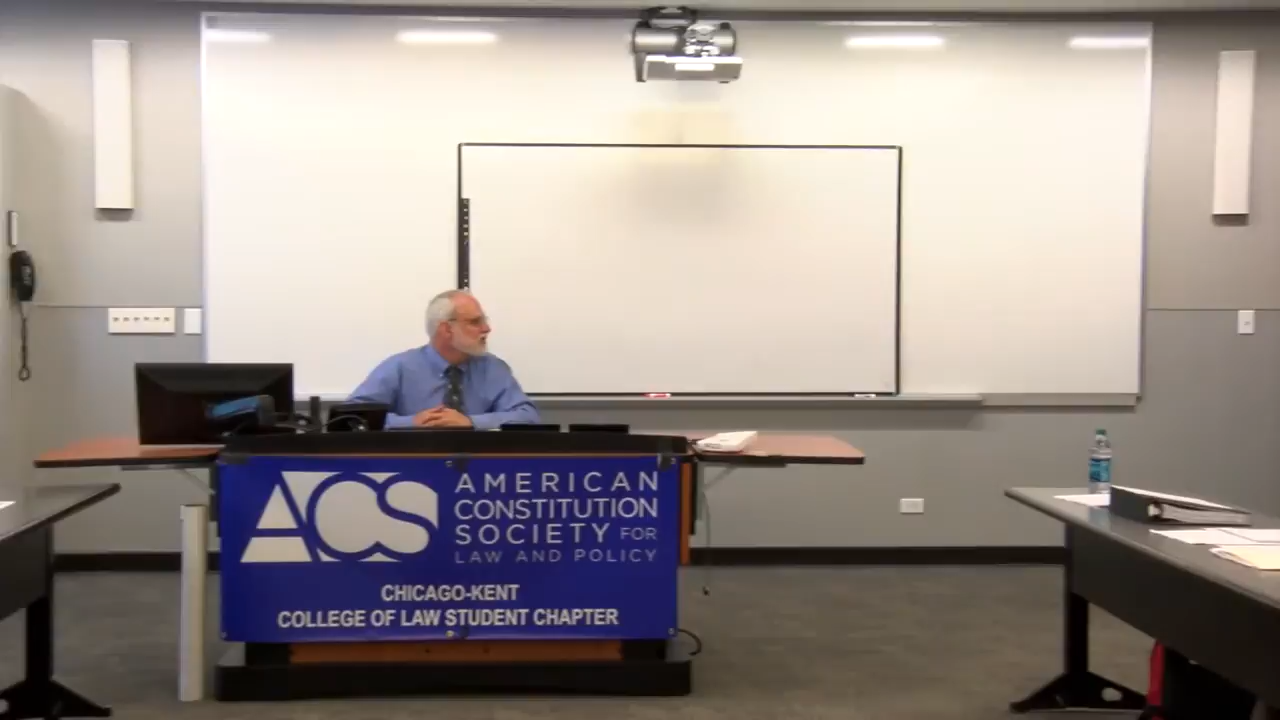 ACS
AMERICAN
CONSTITUTION
SOCIETY FOR
LAW AND POLICY
CHICAGO-KENT
COLLEGE OF LAW STUDENT CHAPTER